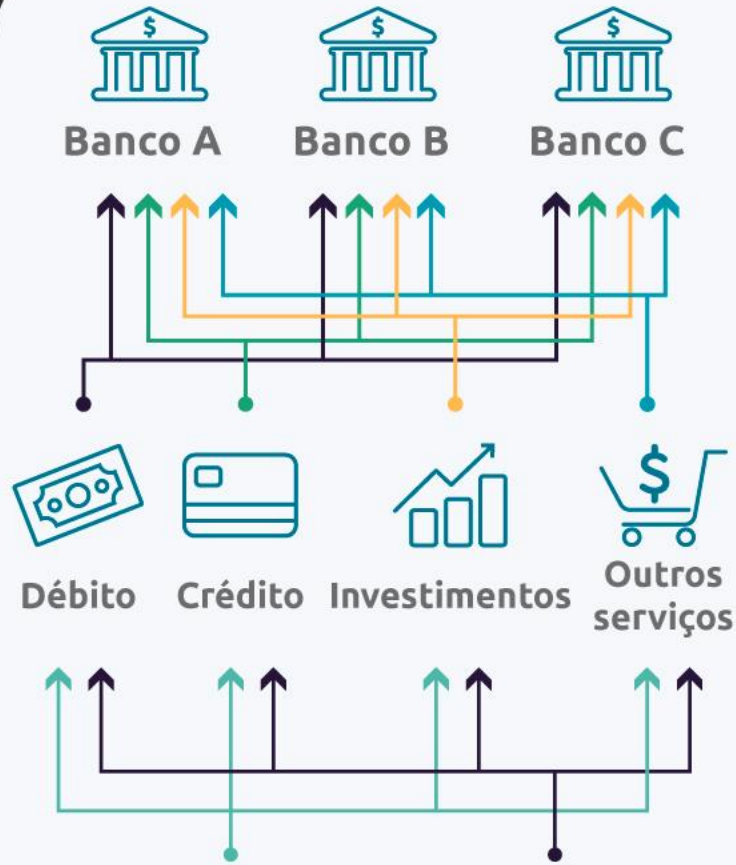 $ $ $
Banco A Banco B Banco C
$
Débito Crédito Investimentos Outros
serviços